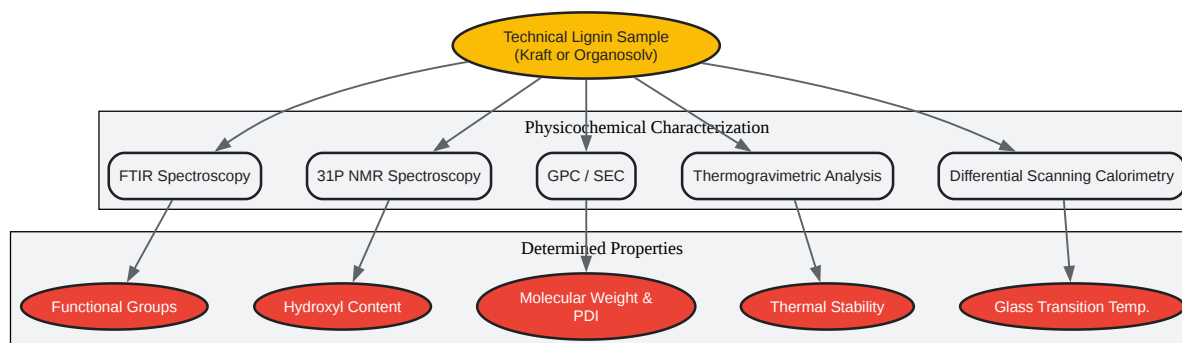 Technical Lignin Sample
(Kraft or Organosolv)
Physicochemical Characterization
FTIR Spectroscopy
31P NMR Spectroscopy
GPC / SEC
Thermogravimetric Analysis
Differential Scanning Calorimetry
Determined Properties
Functional Groups
Hydroxyl Content
Molecular Weight &
PDI
Thermal Stability
Glass Transition Temp.